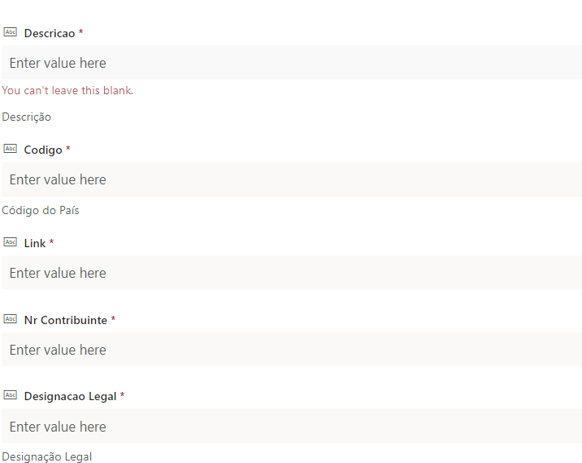 Abc Descricao *
Enter value here
You can't leave this blank.
Descrição
Abc Codigo *
Enter value here
Código do País
Abc Link *
Enter value here
Abc Nr Contribuinte *
Enter value here
Abc Designacao Legal *
Enter value here
Designação Legal